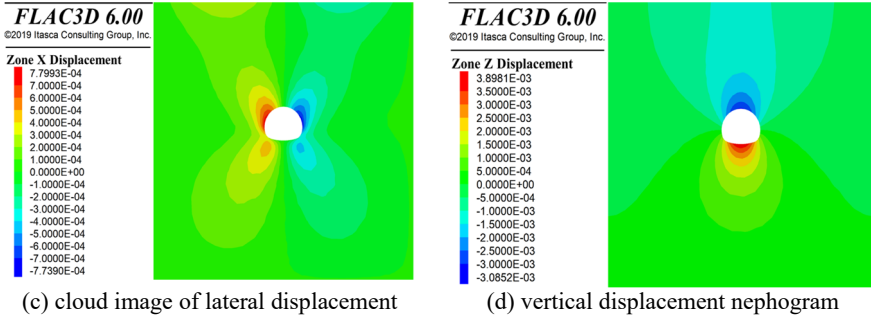 FLAC3D 6.00
©2019 Itasca Consulting Group, Inc.
Zone X Displacement
7.7993E-04
7.0000E-04
6.0000E-04
5.0000E-04
4.0000E-04
3.0000E-04
2.0000E-04
1.0000E-04
0.0000E+00
-1.0000E-04
-2.0000E-04
-3.0000E-04
-4.0000E-04
-5.0000E-04
-6.0000E-04
-7.0000E-04
-7.7390E-04
(c) cloud image of lateral displacement
FLAC3D 6.00
©2019 Itasca Consulting Group, Inc.
Zone Z Displacement
3.8981E-03
3.5000E-03
3.0000E-03
2.5000E-03
2.0000E-03
1.5000E-03
1.0000E-03
5.0000E-04
0.0000E+00
-5.0000E-04
-1.0000E-03
-1.5000E-03
-2.0000E-03
-2.5000E-03
-3.0000E-03
-3.0852E-03
(d) vertical displacement nephogram